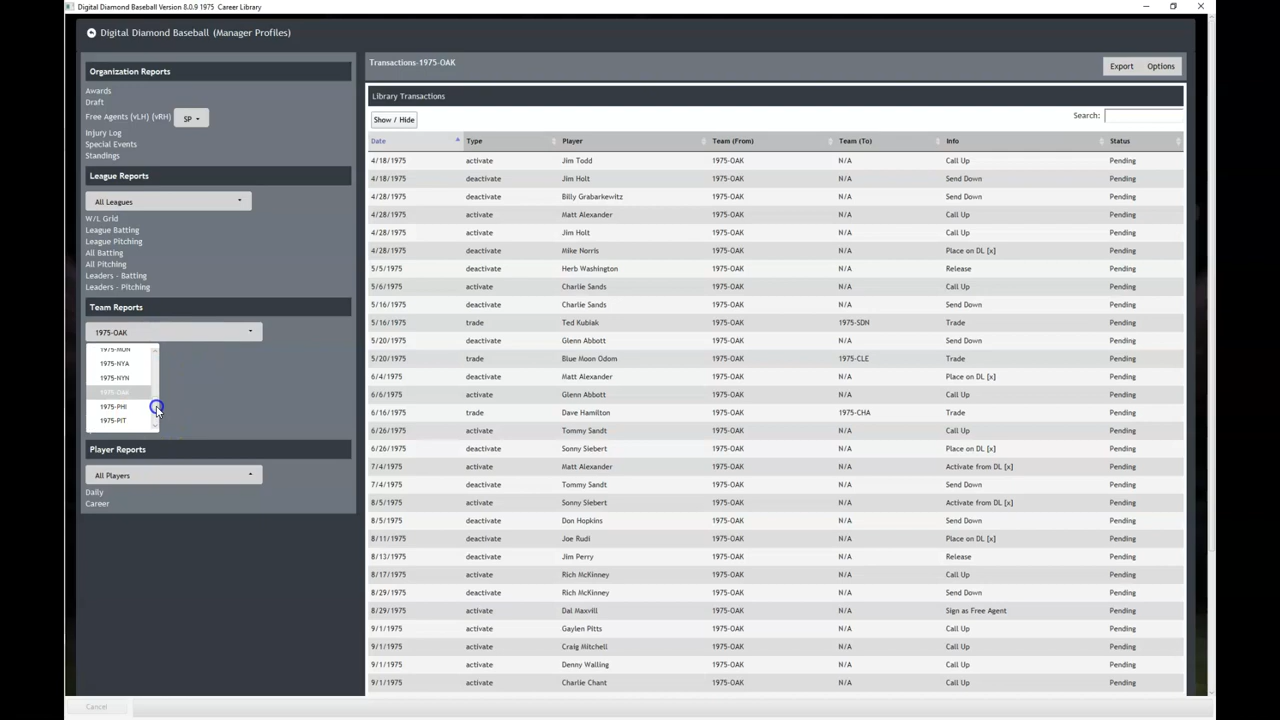 Digital Diamond Baseball Version 8.0.9 1975 Career Library
Digital Diamond Baseball (Manager Profiles)
Organization Reports
Awards
Draft
Free Agents (vLH) (vRH) SP
Injury Log
Special Events
Standings
League Reports
All Leagues
W/L Grid
League Batting
League Pitching
All Batting
All Pitching
Leaders - Batting
Leaders - Pitching
Team Reports
1975-OAK
1975-MON
1975-NYA
1975-NYN
1975-OAK
1975-PHI
1975-PIT
Player Reports
All Players
Daily
Career
Transactions-1975-OAK
Export Options
Library Transactions
Show / Hide
Search:
Date Type Player Team (From) Team (To) Info Status
4/18/1975 activate Jim Todd 1975-OAK N/A Call Up Pending
4/18/1975 deactivate Jim Holt 1975-OAK N/A Send Down Pending
4/28/1975 deactivate Billy Grabarkewitz 1975-OAK N/A Send Down Pending
4/28/1975 activate Matt Alexander 1975-OAK N/A Call Up Pending
4/28/1975 activate Jim Holt 1975-OAK N/A Call Up Pending
4/28/1975 deactivate Mike Norris 1975-OAK N/A Place on DL [x] Pending
5/5/1975 deactivate Herb Washington 1975-OAK N/A Release Pending
5/6/1975 activate Charlie Sands 1975-OAK N/A Call Up Pending
5/16/1975 deactivate Charlie Sands 1975-OAK N/A Send Down Pending
5/16/1975 trade Ted Kubiak 1975-OAK 1975-SDN Trade Pending
5/20/1975 deactivate Glenn Abbott 1975-OAK N/A Send Down Pending
5/20/1975 trade Blue Moon Odom 1975-OAK 1975-CLE Trade Pending
6/4/1975 deactivate Matt Alexander 1975-OAK N/A Place on DL [x] Pending
6/6/1975 activate Glenn Abbott 1975-OAK N/A Call Up Pending
6/16/1975 trade Dave Hamilton 1975-OAK 1975-CHA Trade Pending
6/26/1975 activate Tommy Sandt 1975-OAK N/A Call Up Pending
6/26/1975 deactivate Sonny Siebert 1975-OAK N/A Place on DL [x] Pending
7/4/1975 activate Matt Alexander 1975-OAK N/A Activate from DL [x] Pending
7/4/1975 deactivate Tommy Sandt 1975-OAK N/A Send Down Pending
8/5/1975 activate Sonny Siebert 1975-OAK N/A Activate from DL [x] Pending
8/5/1975 deactivate Don Hopkins 1975-OAK N/A Send Down Pending
8/11/1975 deactivate Joe Rudi 1975-OAK N/A Place on DL [x] Pending
8/13/1975 deactivate Jim Perry 1975-OAK N/A Release Pending
8/17/1975 activate Rich McKinney 1975-OAK N/A Call Up Pending
8/29/1975 deactivate Rich McKinney 1975-OAK N/A Send Down Pending
8/29/1975 activate Dal Maxvill 1975-OAK N/A Sign as Free Agent Pending
9/1/1975 activate Gaylen Pitts 1975-OAK N/A Call Up Pending
9/1/1975 activate Craig Mitchell 1975-OAK N/A Call Up Pending
9/1/1975 activate Denny Walling 1975-OAK N/A Call Up Pending
9/1/1975 activate Charlie Chant 1975-OAK N/A Call Up Pending
Cancel